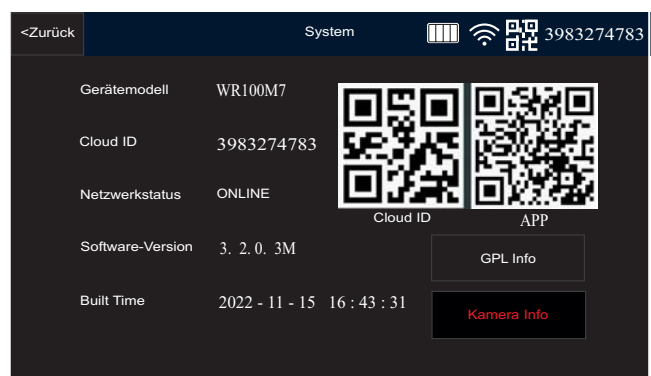 <Zurück System 3983274783
Gerätemodell WR100M7
Cloud ID 3983274783
Netzwerkstatus ONLINE
Cloud ID APP
Software-Version 3. 2. 0. 3M
GPL Info
Built Time 2022 - 11 - 15 16 : 43 : 31
Kamera Info